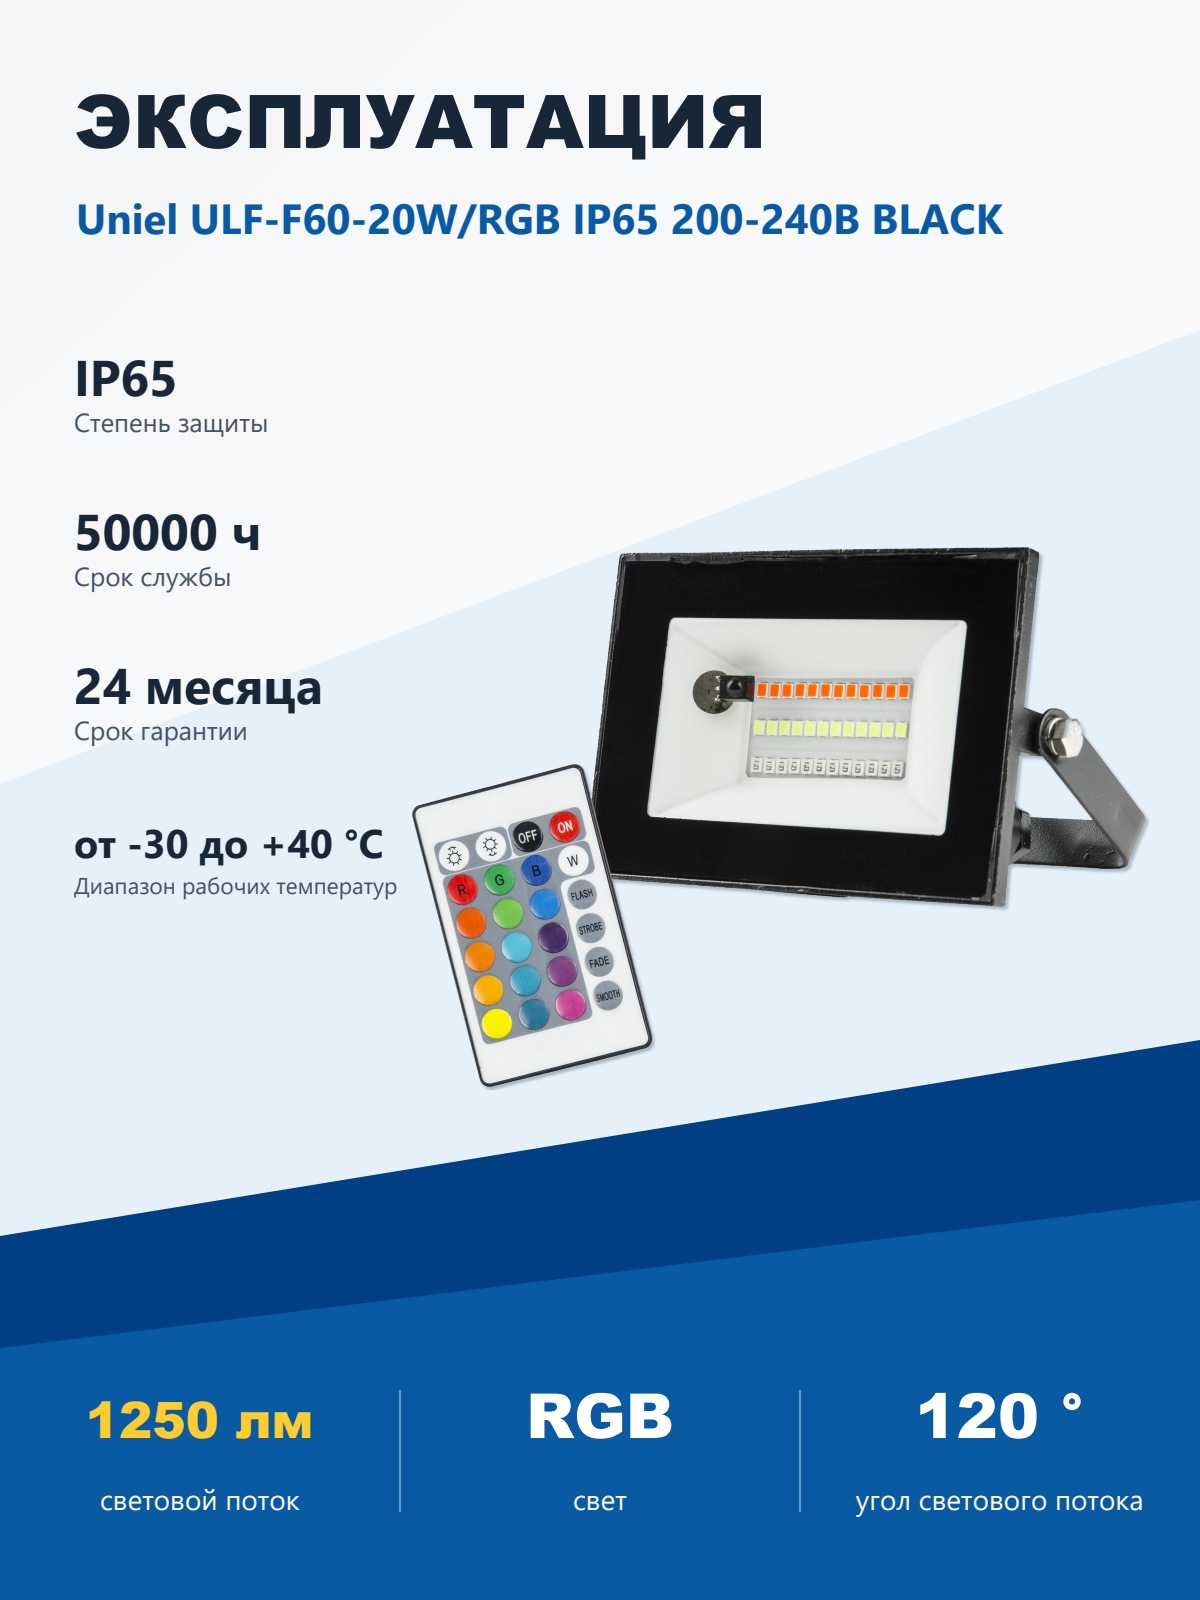 ЭКСПЛУАТАЦИЯ
Uniel ULF-F60-20W/RGB IP65 200-240В BLACK
IP65
Степень защиты
50000 ч
Срок службы
24 месяца
Срок гарантии
от -30 до +40 °C
Диапазон рабочих температур
OFF ON
R G B W
FLASH
STROBE
FADE
SMOOTH
1250 лм
световой поток
RGB
свет
120 °
угол светового потока